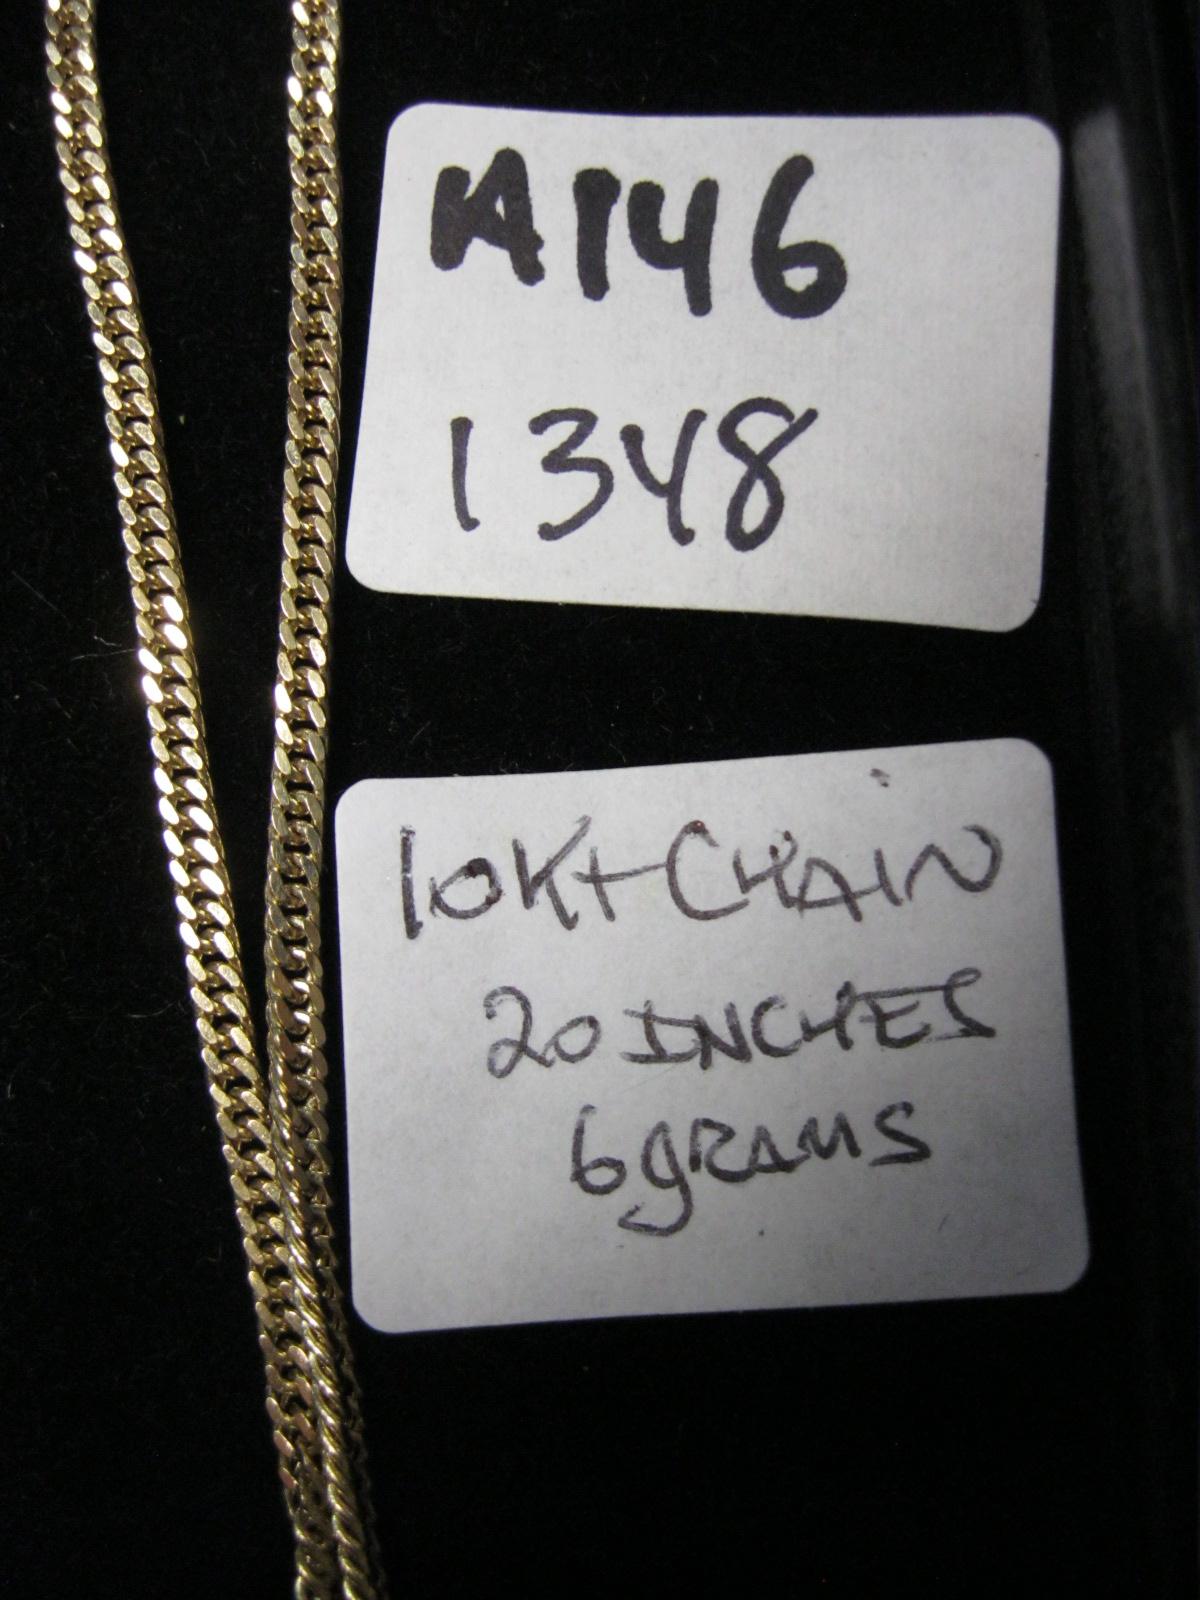 A146
1348
10Kt CHAIN
20 INCHES
6 gRAMS